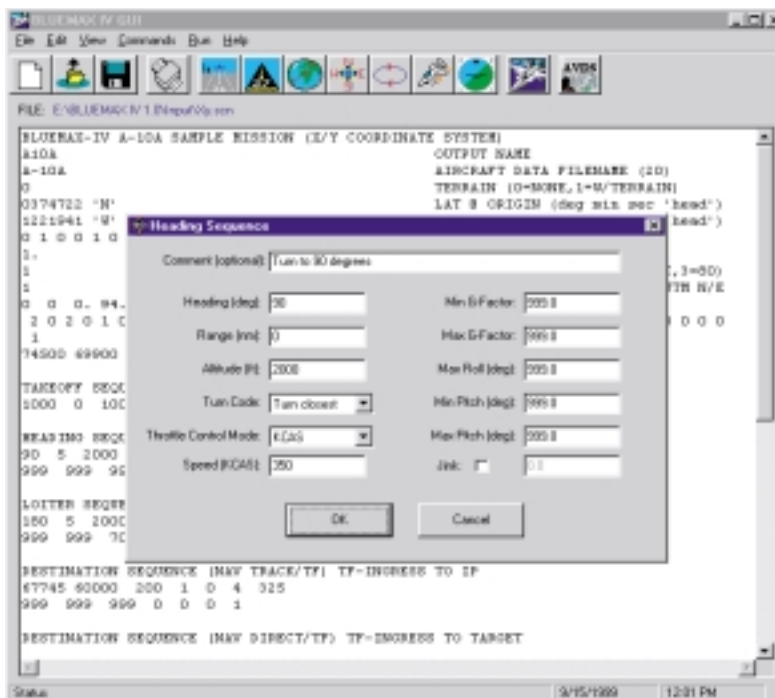 BLUEMAX IV GUI
File Edit View Commands Run Help
AVDS
FILE: E:\BLUEMAX IV
BLUEMAX-IV A-10A SAMPLE MISSION (X/Y COORDINATE SYSTEM)
A10A OUTPUT NAME
A-10A AIRCRAFT DATA FILENAME (2D)
0 TERRAIN (0=NONE,1=W/TERRAIN)
0374722 'N' LAT @ ORIGIN (deg min sec 'head')
1221941 'W' head')
0 1 0 0 1 0
1.
1 ,3=80)
1 N/E
0 0 0. 94.
2 0 2 0 1 0 0 0 0
1
74500 69900
TAKEOFF SEQU
1000 0 100
HEADING SEQU
90 5 2000
999 999 99
LOITER SEQUE
180 5 2000
999 999 70
DESTINATION SEQUENCE (NAV TRACK/TF) TF-INGRESS TO IP
67745 60000 200 1 0 4 325
999 999 999 0 0 0 1
DESTINATION SEQUENCE (NAV DIRECT/TF) TF-INGRESS TO TARGET
Heading Sequence
Comment (optional): Turn to 90 degrees
Heading (deg): 90 Min G-Factor: 999.0
Range (nm): 0 Max G-Factor: 999.0
Altitude (ft): 2000 Max Roll (deg): 999.0
Turn Code: Turn closest Min Pitch (deg): 999.0
Throttle Control Mode: KCAS Max Pitch (deg): 999.0
Speed (KCAS): 350 Jink: 0.0
OK Cancel
Status 9/15/1999 12:01 PM